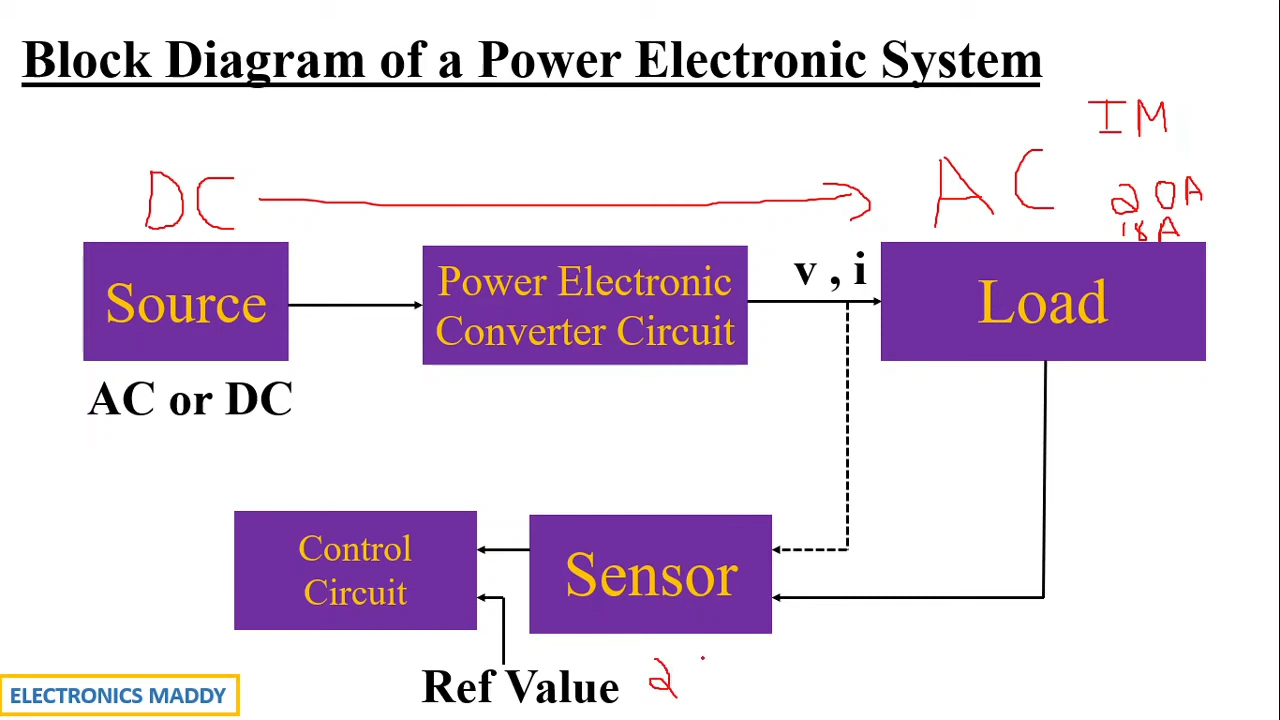 Block Diagram of a Power Electronic System
IM
DC
AC
20A
18A
Source
Power Electronic
Converter Circuit
v , i
Load
AC or DC
Control
Circuit
Sensor
Ref Value 2
ELECTRONICS MADDY